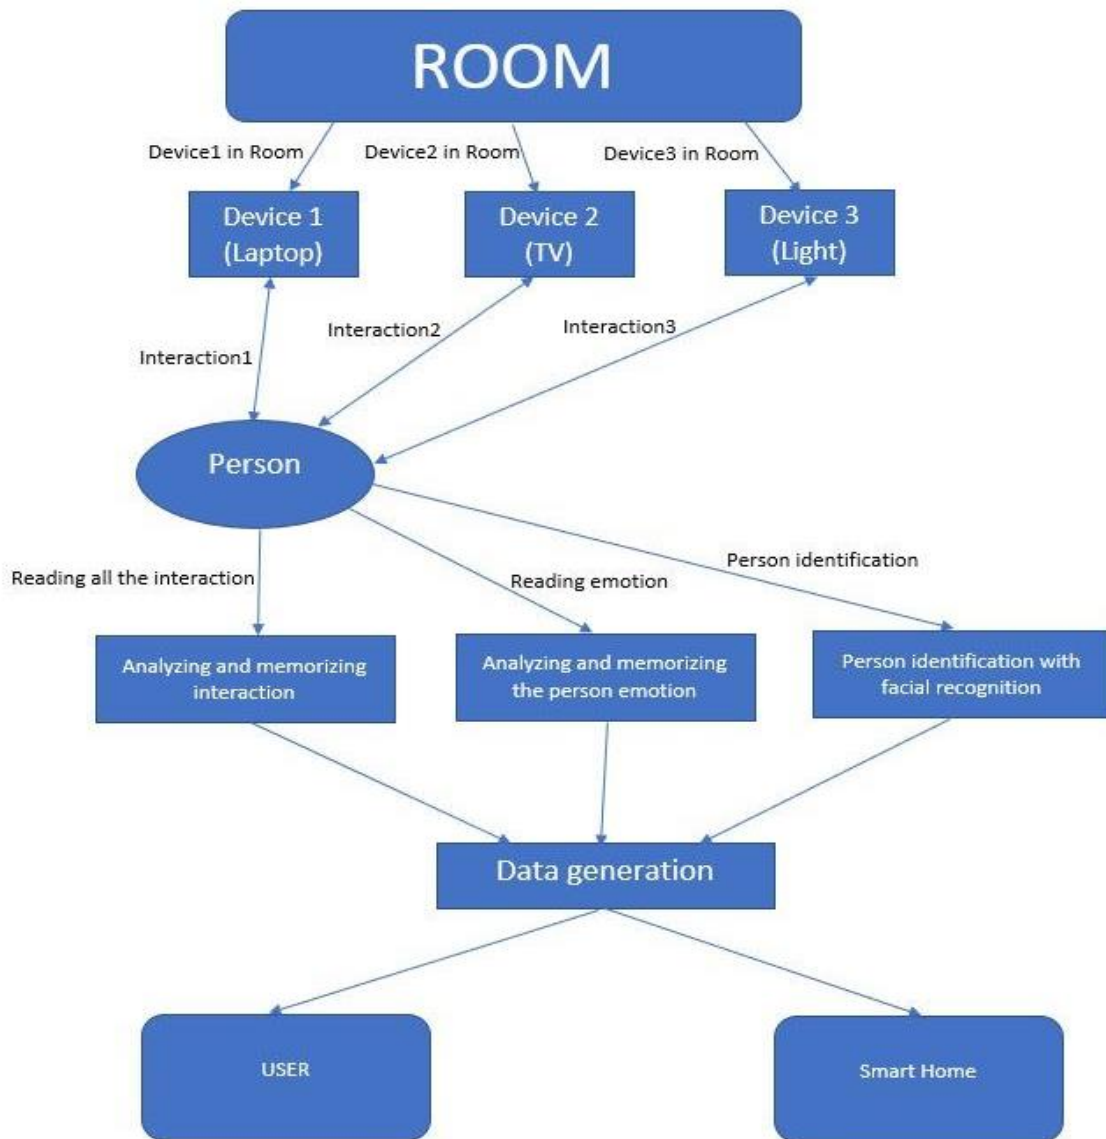 ROOM
Device1 in Room
Device2 in Room
Device3 in Room
Device 1
(Laptop)
Device 2
(TV)
Device 3
(Light)
Interaction1
Interaction2
Interaction3
Person
Reading all the interaction
Reading emotion
Person identification
Analyzing and memorizing
interaction
Analyzing and memorizing
the person emotion
Person identification with
facial recognition
Data generation
USER
Smart Home